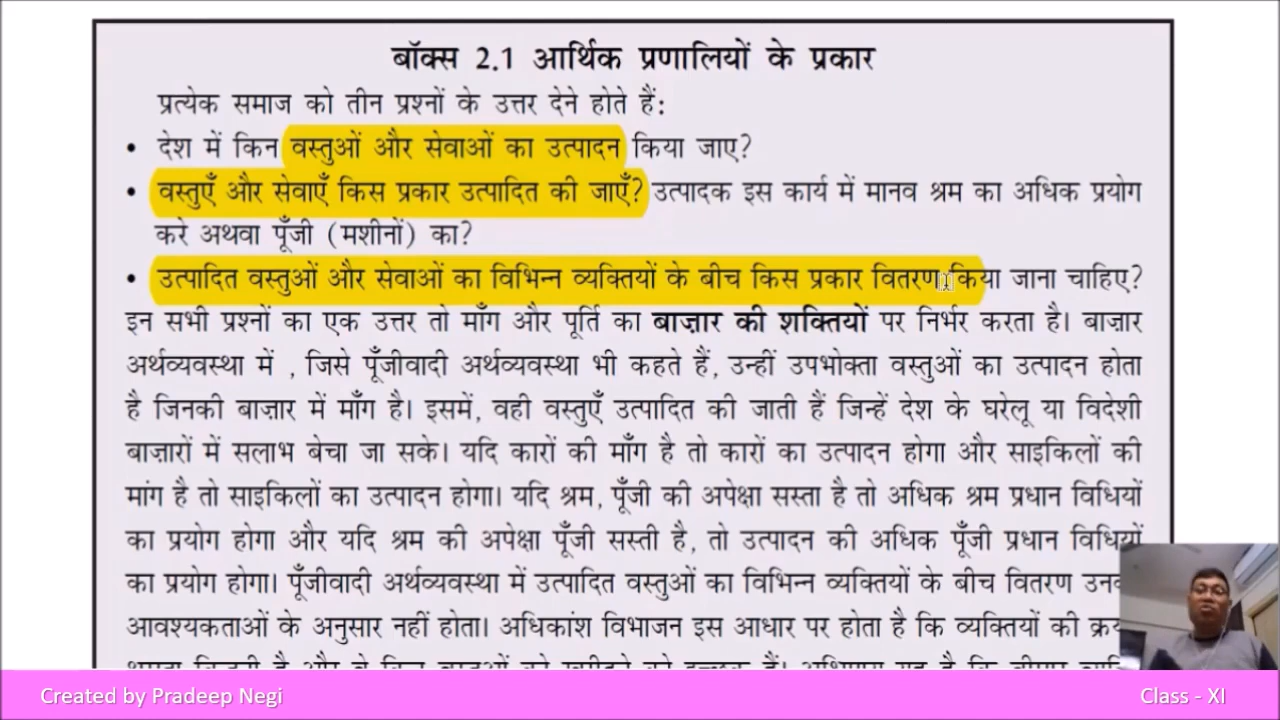 बॉक्स 2.1 आर्थिक प्रणालियों के प्रकार
प्रत्येक समाज को तीन प्रश्नों के उत्तर देने होते हैं:
• देश में किन वस्तुओं और सेवाओं का उत्पादन किया जाए?
• वस्तुएँ और सेवाएँ किस प्रकार उत्पादित की जाएँ? उत्पादक इस कार्य में मानव श्रम का अधिक प्रयोग
करे अथवा पूँजी (मशीनों) का?
• उत्पादित वस्तुओं और सेवाओं का विभिन्न व्यक्तियों के बीच किस प्रकार वितरण किया जाना चाहिए?
इन सभी प्रश्नों का एक उत्तर तो माँग और पूर्ति का बाज़ार की शक्तियों पर निर्भर करता है। बाज़ार
अर्थव्यवस्था में , जिसे पूँजीवादी अर्थव्यवस्था भी कहते हैं, उन्हीं उपभोक्ता वस्तुओं का उत्पादन होता
है जिनकी बाज़ार में माँग है। इसमें, वही वस्तुएँ उत्पादित की जाती हैं जिन्हें देश के घरेलू या विदेशी
बाज़ारों में सलाभ बेचा जा सके। यदि कारों की माँग है तो कारों का उत्पादन होगा और साइकिलों की
मांग है तो साइकिलों का उत्पादन होगा। यदि श्रम, पूँजी की अपेक्षा सस्ता है तो अधिक श्रम प्रधान विधियों
का प्रयोग होगा और यदि श्रम की अपेक्षा पूँजी सस्ती है, तो उत्पादन की अधिक पूँजी प्रधान विधियों
का प्रयोग होगा। पूँजीवादी अर्थव्यवस्था में उत्पादित वस्तुओं का विभिन्न व्यक्तियों के बीच वितरण
आवश्यकताओं के अनुसार नहीं होता। अधिकांश विभाजन इस आधार पर होता है कि व्यक्तियों की
Created by Pradeep Negi
Class - XI